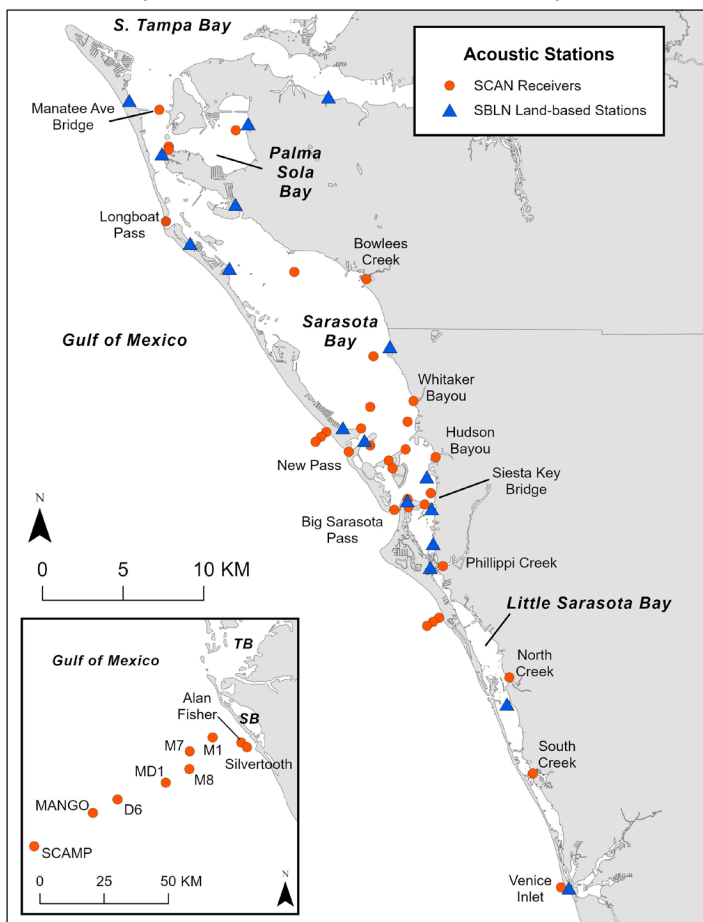 S. Tampa Bay
Acoustic Stations
SCAN Receivers
SBLN Land-based Stations
Manatee Ave
Bridge
Palma
Sola
Bay
Longboat
Pass
Bowlees
Creek
Gulf of Mexico
Sarasota
Bay
Whitaker
Bayou
Hudson
Bayou
New Pass
Siesta Key
Bridge
N
Big Sarasota
Pass
0 5 10 KM
Phillippi Creek
Little Sarasota Bay
North
Creek
South
Creek
Venice
Inlet
Gulf of Mexico
TB
Alan
Fisher
SB
M7
M1
Silvertooth
MD1
M8
MANGO
D6
SCAMP
0 25 50 KM
N